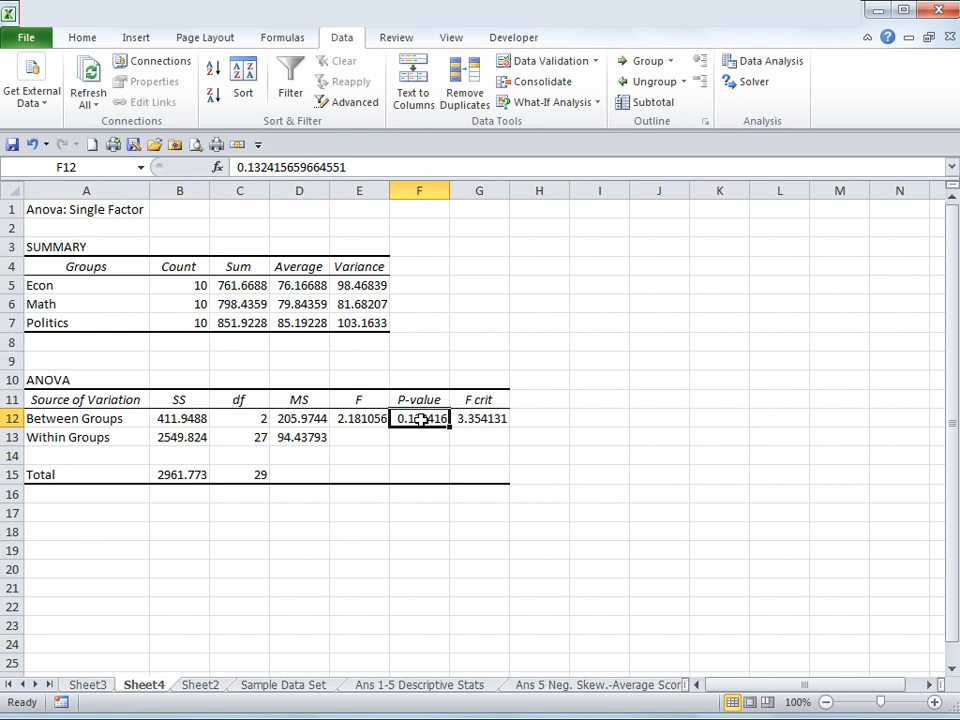 File Home Insert Page Layout Formulas Data Review View Developer
Get External Data
Refresh All
Connections
Properties
Edit Links
Connections
Sort
Filter
Clear
Reapply
Advanced
Sort & Filter
Text to Columns
Remove Duplicates
Data Validation
Consolidate
What-If Analysis
Data Tools
Group
Ungroup
Subtotal
Outline
Data Analysis
Solver
Analysis
F12 fx 0.132415659664551
A B C D E F G H I J K L M N
1 Anova: Single Factor
2
3 SUMMARY
4 Groups Count Sum Average Variance
5 Econ 10 761.6688 76.16688 98.46839
6 Math 10 798.4359 79.84359 81.68207
7 Politics 10 851.9228 85.19228 103.1633
8
9
10 ANOVA
11 Source of Variation SS df MS F P-value F crit
12 Between Groups 411.9488 2 205.9744 2.181056 3.354131
13 Within Groups 2549.824 27 94.43793
14
15 Total 2961.773 29
16
17
18
19
20
21
22
23
24
25
Sheet3 Sheet4 Sheet2 Sample Data Set Ans 1-5 Descriptive Stats Ans 5 Neg. Skew.-Average Scor
Ready 100%